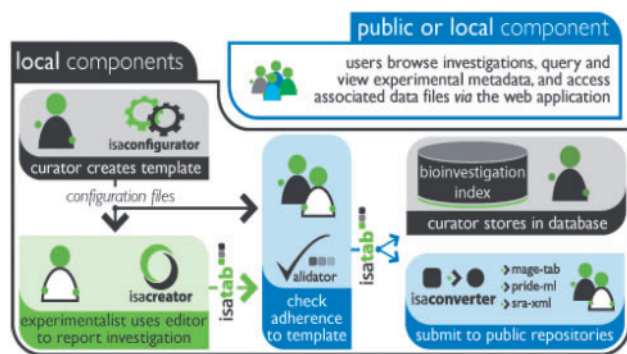 public or local component
users browse investigations, query and
view experimental metadata, and access
associated data files via the web application
local components
isaconfigurator
curator creates template
configuration files
isacreator
experimentalist uses editor
to report investigation
isatab
validator
check
adherence
to template
isatab
bioinvestigation
index
curator stores in database
isaconverter
mage-tab
pride-ml
sra-xml
submit to public repositories